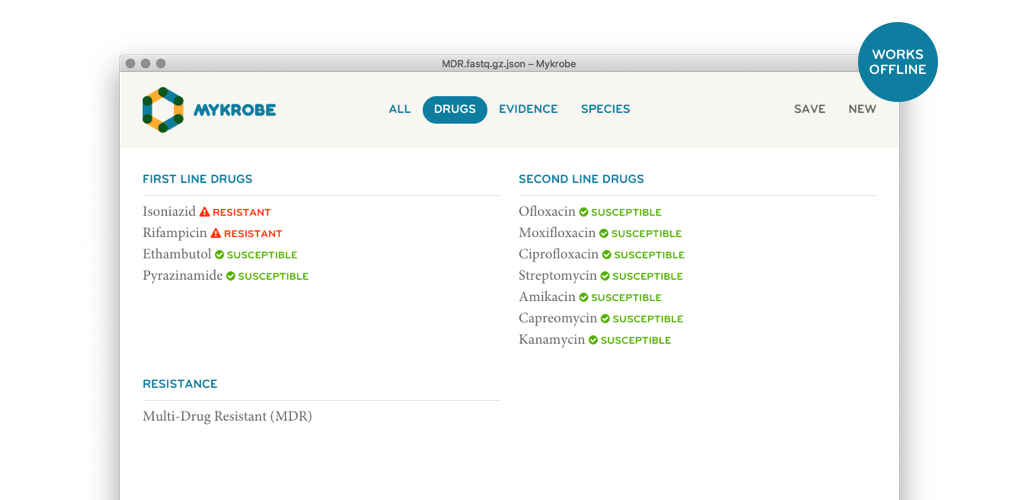 WORKS
OFFLINE
MDR.fastq.gz.json – Mykrobe
MYKROBE
ALL DRUGS EVIDENCE SPECIES SAVE NEW
FIRST LINE DRUGS
Isoniazid RESISTANT
Rifampicin RESISTANT
Ethambutol SUSCEPTIBLE
Pyrazinamide SUSCEPTIBLE
SECOND LINE DRUGS
Ofloxacin SUSCEPTIBLE
Moxifloxacin SUSCEPTIBLE
Ciprofloxacin SUSCEPTIBLE
Streptomycin SUSCEPTIBLE
Amikacin SUSCEPTIBLE
Capreomycin SUSCEPTIBLE
Kanamycin SUSCEPTIBLE
RESISTANCE
Multi-Drug Resistant (MDR)